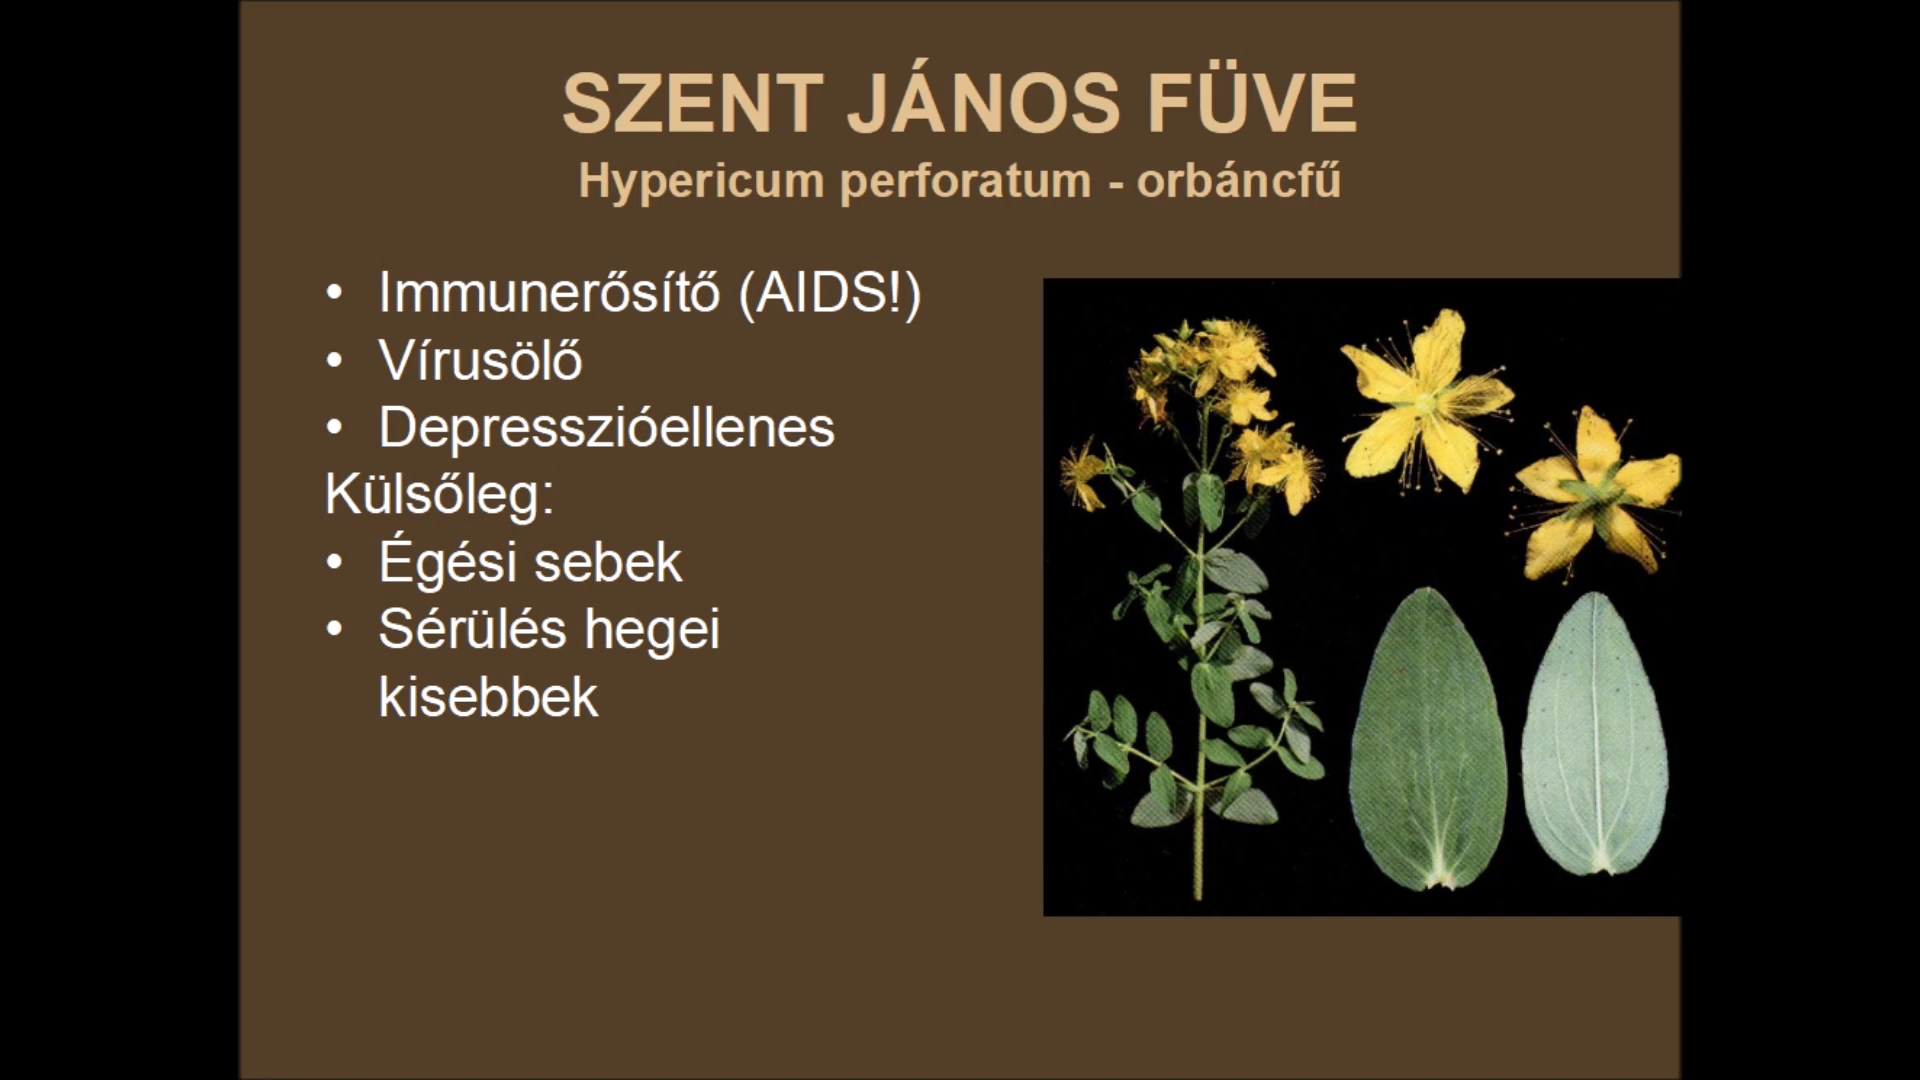 SZENT JÁNOS FÜVE
Hypericum perforatum - orbáncfű
• Immunerősítő (AIDS!)
• Vírusölő
• Depresszióellenes
Külsőleg:
• Égési sebek
• Sérülés hegei
kisebbek